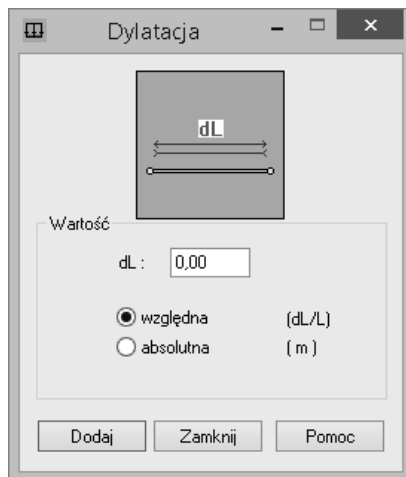 Dylatacja
dL
Wartość
dL : 0,00
względna (dL/L)
absolutna ( m )
Dodaj Zamknij Pomoc